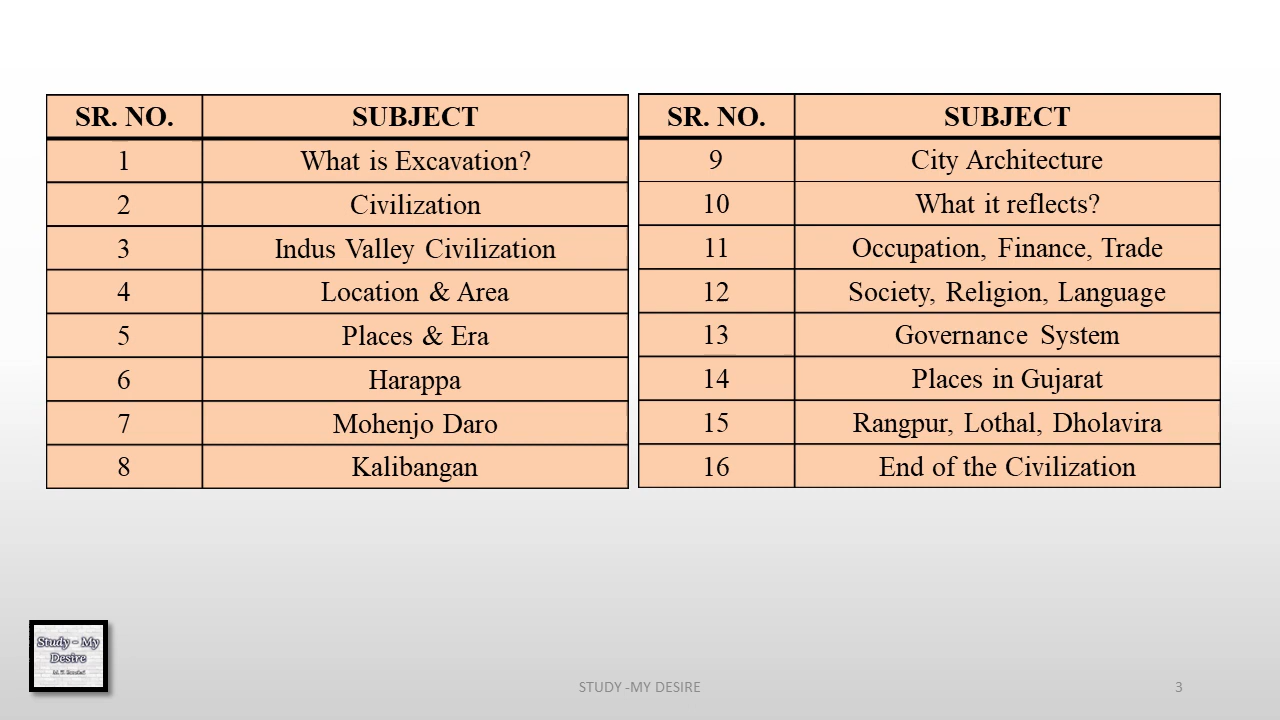 SR. NO. SUBJECT
1 What is Excavation?
2 Civilization
3 Indus Valley Civilization
4 Location & Area
5 Places & Era
6 Harappa
7 Mohenjo Daro
8 Kalibangan
SR. NO. SUBJECT
9 City Architecture
10 What it reflects?
11 Occupation, Finance, Trade
12 Society, Religion, Language
13 Governance System
14 Places in Gujarat
15 Rangpur, Lothal, Dholavira
16 End of the Civilization
Study - My
Desire
STUDY -MY DESIRE
3